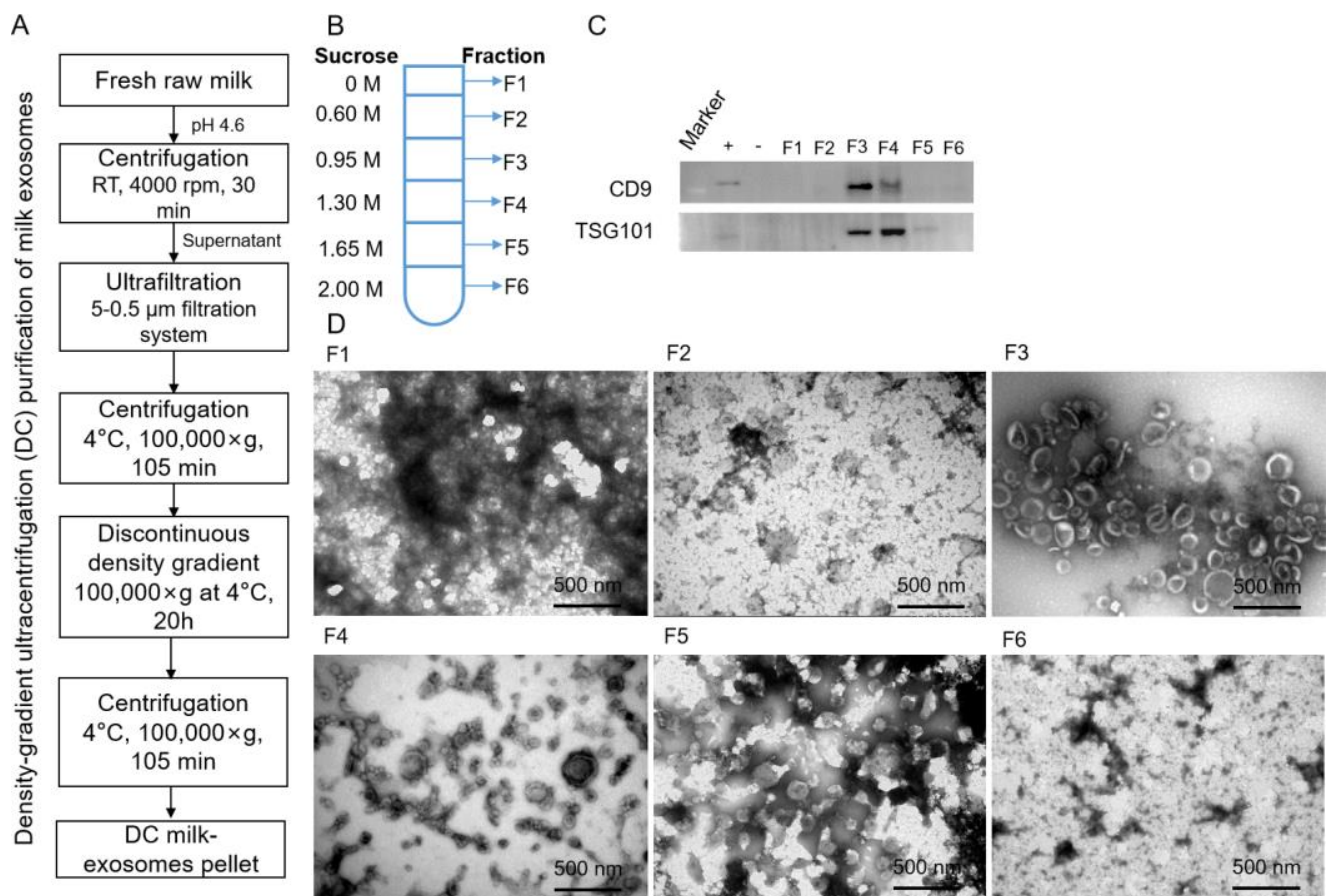 A
Density-gradient ultracentrifugation (DC) purification of milk exosomes
Fresh raw milk
pH 4.6
Centrifugation
RT, 4000 rpm, 30
min
Supernatant
Ultrafiltration
5-0.5 µm filtration
system
Centrifugation
4°C, 100,000×g,
105 min
Discontinuous
density gradient
100,000×g at 4°C,
20h
Centrifugation
4°C, 100,000×g,
105 min
DC milk-
exosomes pellet
B
Sucrose Fraction
0 M F1
0.60 M F2
0.95 M F3
1.30 M F4
1.65 M F5
2.00 M F6
C
Marker + - F1 F2 F3 F4 F5 F6
CD9
TSG101
D
F1 F2 F3
500 nm 500 nm 500 nm
F4 F5 F6
500 nm 500 nm 500 nm